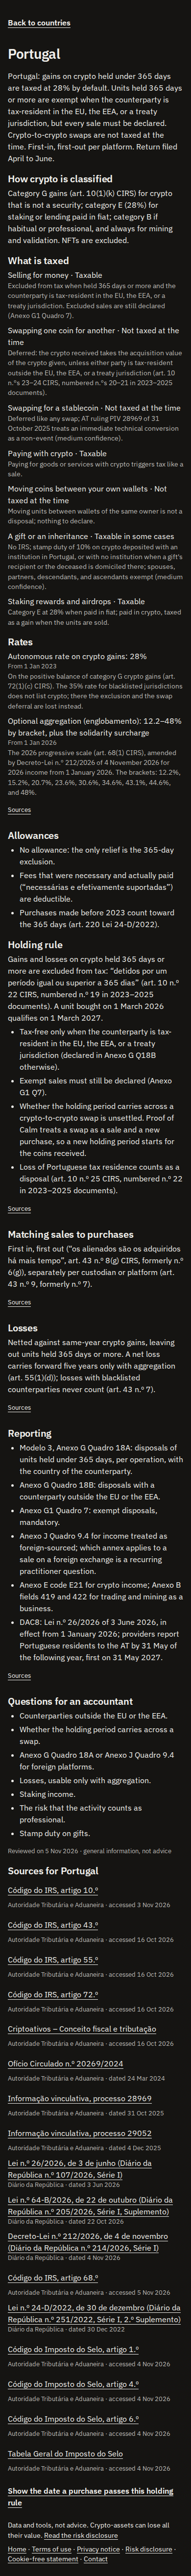 Back to countries
Portugal
Portugal: gains on crypto held under 365 days
are taxed at 28% by default. Units held 365 days
or more are exempt when the counterparty is
tax-resident in the EU, the EEA, or a treaty
jurisdiction, but every sale must be declared.
Crypto-to-crypto swaps are not taxed at the
time. First-in, first-out per platform. Return filed
April to June.
How crypto is classified
Category G gains (art. 10(1)(k) CIRS) for crypto
that is not a security; category E (28%) for
staking or lending paid in fiat; category B if
habitual or professional, and always for mining
and validation. NFTs are excluded.
What is taxed
Selling for money · Taxable
Excluded from tax when held 365 days or more and the
counterparty is tax-resident in the EU, the EEA, or a
treaty jurisdiction. Excluded sales are still declared
(Anexo G1 Quadro 7).
Swapping one coin for another · Not taxed at the
time
Deferred: the crypto received takes the acquisition value
of the crypto given, unless either party is tax-resident
outside the EU, the EEA, or a treaty jurisdiction (art. 10
n.ºs 23–24 CIRS, numbered n.ºs 20–21 in 2023–2025
documents).
Swapping for a stablecoin · Not taxed at the time
Deferred like any swap; AT ruling PIV 28969 of 31
October 2025 treats an immediate technical conversion
as a non-event (medium confidence).
Paying with crypto · Taxable
Paying for goods or services with crypto triggers tax like a
sale.
Moving coins between your own wallets · Not
taxed at the time
Moving units between wallets of the same owner is not a
disposal; nothing to declare.
A gift or an inheritance · Taxable in some cases
No IRS; stamp duty of 10% on crypto deposited with an
institution in Portugal, or with no institution when a gift's
recipient or the deceased is domiciled there; spouses,
partners, descendants, and ascendants exempt (medium
confidence).
Staking rewards and airdrops · Taxable
Category E at 28% when paid in fiat; paid in crypto, taxed
as a gain when the units are sold.
Rates
Autonomous rate on crypto gains: 28%
From 1 Jan 2023
On the positive balance of category G crypto gains (art.
72(1)(c) CIRS). The 35% rate for blacklisted jurisdictions
does not list crypto; there the exclusion and the swap
deferral are lost instead.
Optional aggregation (englobamento): 12.2–48%
by bracket, plus the solidarity surcharge
From 1 Jan 2026
The 2026 progressive scale (art. 68(1) CIRS), amended
by Decreto-Lei n.º 212/2026 of 4 November 2026 for
2026 income from 1 January 2026. The brackets: 12.2%,
15.2%, 20.7%, 23.6%, 30.6%, 34.6%, 43.1%, 44.6%,
and 48%.
Sources
Allowances
• No allowance: the only relief is the 365-day
exclusion.
• Fees that were necessary and actually paid
(“necessárias e efetivamente suportadas”)
are deductible.
• Purchases made before 2023 count toward
the 365 days (art. 220 Lei 24-D/2022).
Holding rule
Gains and losses on crypto held 365 days or
more are excluded from tax: “detidos por um
período igual ou superior a 365 dias” (art. 10 n.º
22 CIRS, numbered n.º 19 in 2023–2025
documents). A unit bought on 1 March 2026
qualifies on 1 March 2027.
• Tax-free only when the counterparty is tax-
resident in the EU, the EEA, or a treaty
jurisdiction (declared in Anexo G Q18B
otherwise).
• Exempt sales must still be declared (Anexo
G1 Q7).
• Whether the holding period carries across a
crypto-to-crypto swap is unsettled. Proof of
Calm treats a swap as a sale and a new
purchase, so a new holding period starts for
the coins received.
• Loss of Portuguese tax residence counts as a
disposal (art. 10 n.º 25 CIRS, numbered n.º 22
in 2023–2025 documents).
Sources
Matching sales to purchases
First in, first out (“os alienados são os adquiridos
há mais tempo”, art. 43 n.º 8(g) CIRS, formerly n.º
6(g)), separately per custodian or platform (art.
43 n.º 9, formerly n.º 7).
Sources
Losses
Netted against same-year crypto gains, leaving
out units held 365 days or more. A net loss
carries forward five years only with aggregation
(art. 55(1)(d)); losses with blacklisted
counterparties never count (art. 43 n.º 7).
Sources
Reporting
• Modelo 3, Anexo G Quadro 18A: disposals of
units held under 365 days, per operation, with
the country of the counterparty.
• Anexo G Quadro 18B: disposals with a
counterparty outside the EU or the EEA.
• Anexo G1 Quadro 7: exempt disposals,
mandatory.
• Anexo J Quadro 9.4 for income treated as
foreign-sourced; which annex applies to a
sale on a foreign exchange is a recurring
practitioner question.
• Anexo E code E21 for crypto income; Anexo B
fields 419 and 422 for trading and mining as a
business.
• DAC8: Lei n.º 26/2026 of 3 June 2026, in
effect from 1 January 2026; providers report
Portuguese residents to the AT by 31 May of
the following year, first on 31 May 2027.
Sources
Questions for an accountant
• Counterparties outside the EU or the EEA.
• Whether the holding period carries across a
swap.
• Anexo G Quadro 18A or Anexo J Quadro 9.4
for foreign platforms.
• Losses, usable only with aggregation.
• Staking income.
• The risk that the activity counts as
professional.
• Stamp duty on gifts.
Reviewed on 5 Nov 2026 · general information, not advice
Sources for Portugal
Código do IRS, artigo 10.º
Autoridade Tributária e Aduaneira · accessed 3 Nov 2026
Código do IRS, artigo 43.º
Autoridade Tributária e Aduaneira · accessed 16 Oct 2026
Código do IRS, artigo 55.º
Autoridade Tributária e Aduaneira · accessed 16 Oct 2026
Código do IRS, artigo 72.º
Autoridade Tributária e Aduaneira · accessed 16 Oct 2026
Criptoativos – Conceito fiscal e tributação
Autoridade Tributária e Aduaneira · accessed 16 Oct 2026
Ofício Circulado n.º 20269/2024
Autoridade Tributária e Aduaneira · dated 24 Mar 2024
Informação vinculativa, processo 28969
Autoridade Tributária e Aduaneira · dated 31 Oct 2025
Informação vinculativa, processo 29052
Autoridade Tributária e Aduaneira · dated 4 Dec 2025
Lei n.º 26/2026, de 3 de junho (Diário da
República n.º 107/2026, Série I)
Diário da República · dated 3 Jun 2026
Lei n.º 64-B/2026, de 22 de outubro (Diário da
República n.º 205/2026, Série I, Suplemento)
Diário da República · dated 22 Oct 2026
Decreto-Lei n.º 212/2026, de 4 de novembro
(Diário da República n.º 214/2026, Série I)
Diário da República · dated 4 Nov 2026
Código do IRS, artigo 68.º
Autoridade Tributária e Aduaneira · accessed 5 Nov 2026
Lei n.º 24-D/2022, de 30 de dezembro (Diário da
República n.º 251/2022, Série I, 2.º Suplemento)
Diário da República · dated 30 Dec 2022
Código do Imposto do Selo, artigo 1.º
Autoridade Tributária e Aduaneira · accessed 4 Nov 2026
Código do Imposto do Selo, artigo 4.º
Autoridade Tributária e Aduaneira · accessed 4 Nov 2026
Código do Imposto do Selo, artigo 6.º
Autoridade Tributária e Aduaneira · accessed 4 Nov 2026
Tabela Geral do Imposto do Selo
Autoridade Tributária e Aduaneira · accessed 4 Nov 2026
Show the date a purchase passes this holding
rule
Data and tools, not advice. Crypto-assets can lose all
their value. Read the risk disclosure
Home · Terms of use · Privacy notice · Risk disclosure ·
Cookie-free statement · Contact